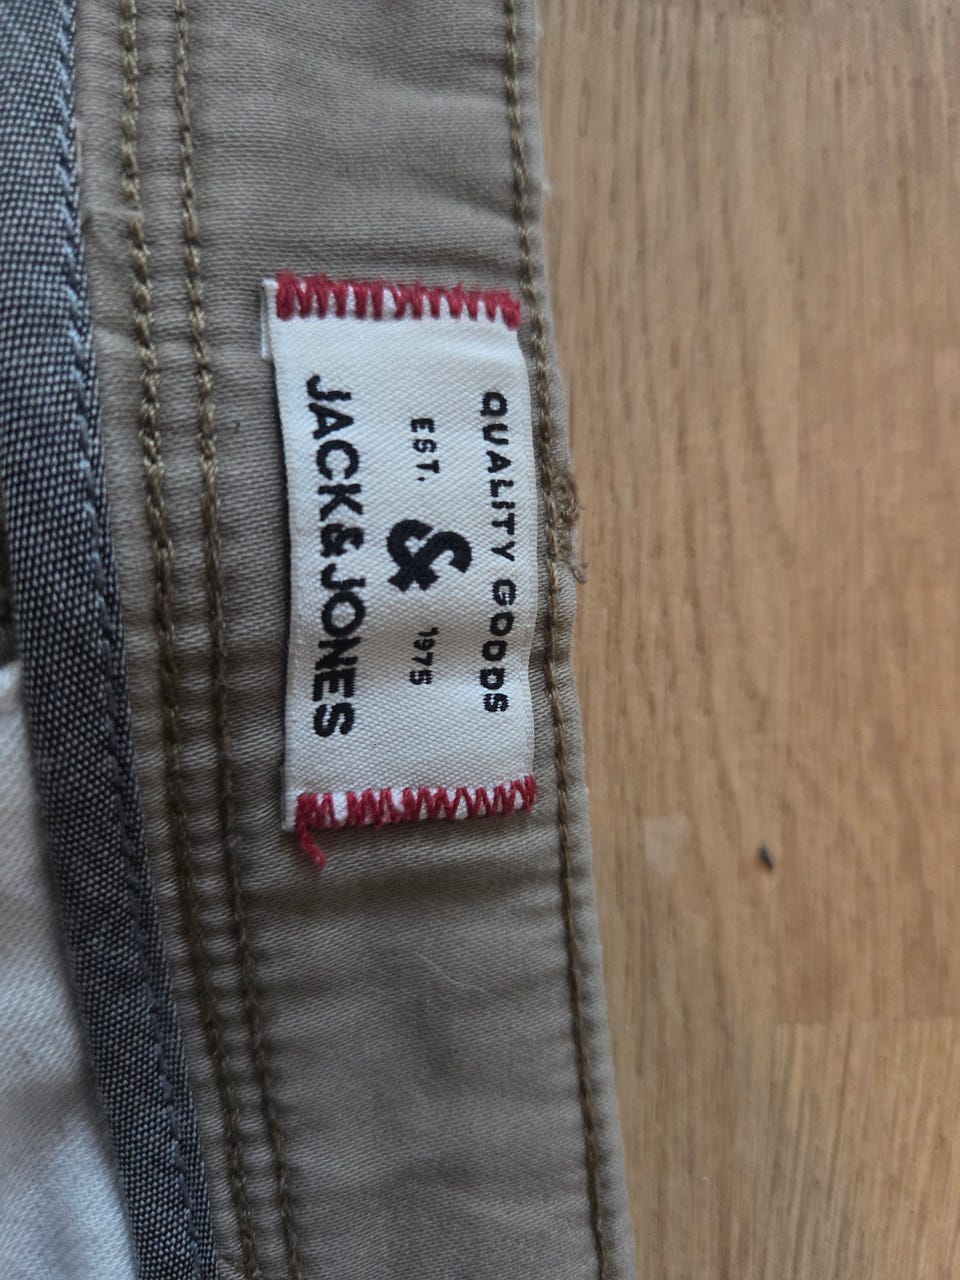 QUALITY GOODS
EST. & 1975
JACK&JONES